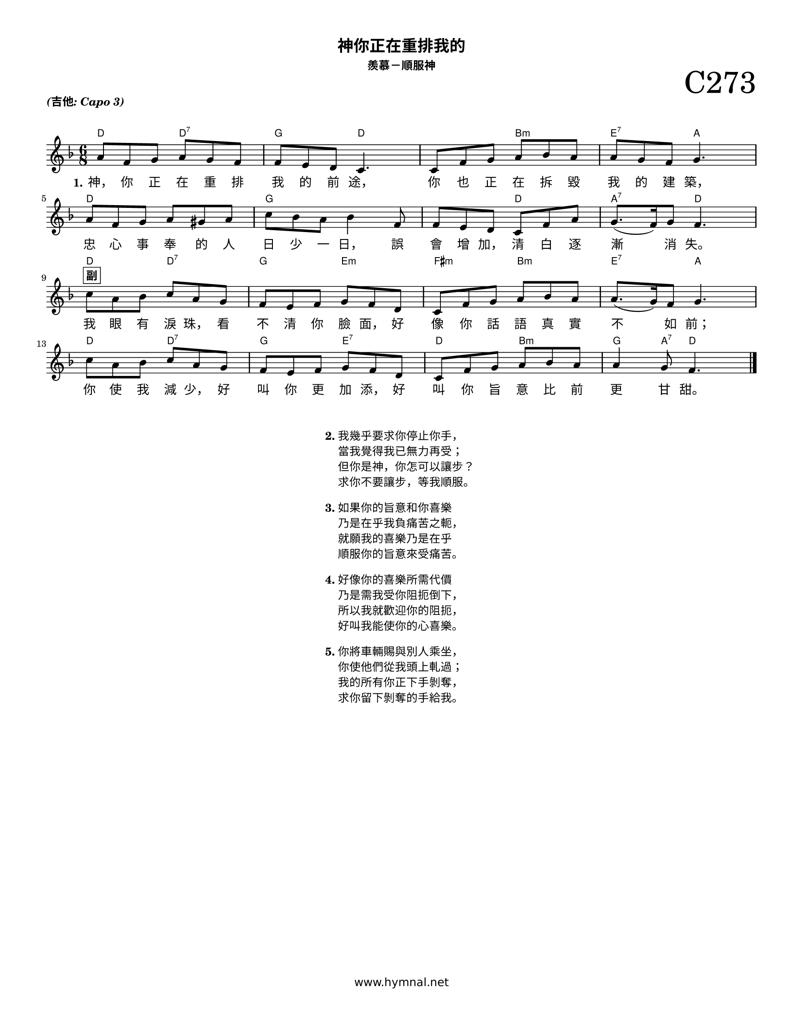 神你正在重排我的
羨慕－順服神
C273
(吉他: Capo 3)
D D7 G D Bm E7 A
1. 神， 你 正 在 重 排 我 的 前 途， 你 也 正 在 拆 毀 我 的 建 築，
5
D G D A7 D
忠 心 事 奉 的 人 日 少 一 日， 誤 會 增 加， 清 白 逐 漸 消 失。
9
D D7 G Em F#m Bm E7 A
副
我 眼 有 淚 珠， 看 不 清 你 臉 面， 好 像 你 話 語 真 實 不 如 前；
13
D D7 G E7 D Bm G A7 D
你 使 我 減 少， 好 叫 你 更 加 添， 好 叫 你 旨 意 比 前 更 甘 甜。
2. 我幾乎要求你停止你手，
當我覺得我已無力再受；
但你是神，你怎可以讓步？
求你不要讓步，等我順服。
3. 如果你的旨意和你喜樂
乃是在乎我負痛苦之軛，
就願我的喜樂乃是在乎
順服你的旨意來受痛苦。
4. 好像你的喜樂所需代價
乃是需我受你阻扼倒下，
所以我就歡迎你的阻扼，
好叫我能使你的心喜樂。
5. 你將車輛賜與別人乘坐，
你使他們從我頭上軋過；
我的所有你正下手剝奪，
求你留下剝奪的手給我。
www.hymnal.net